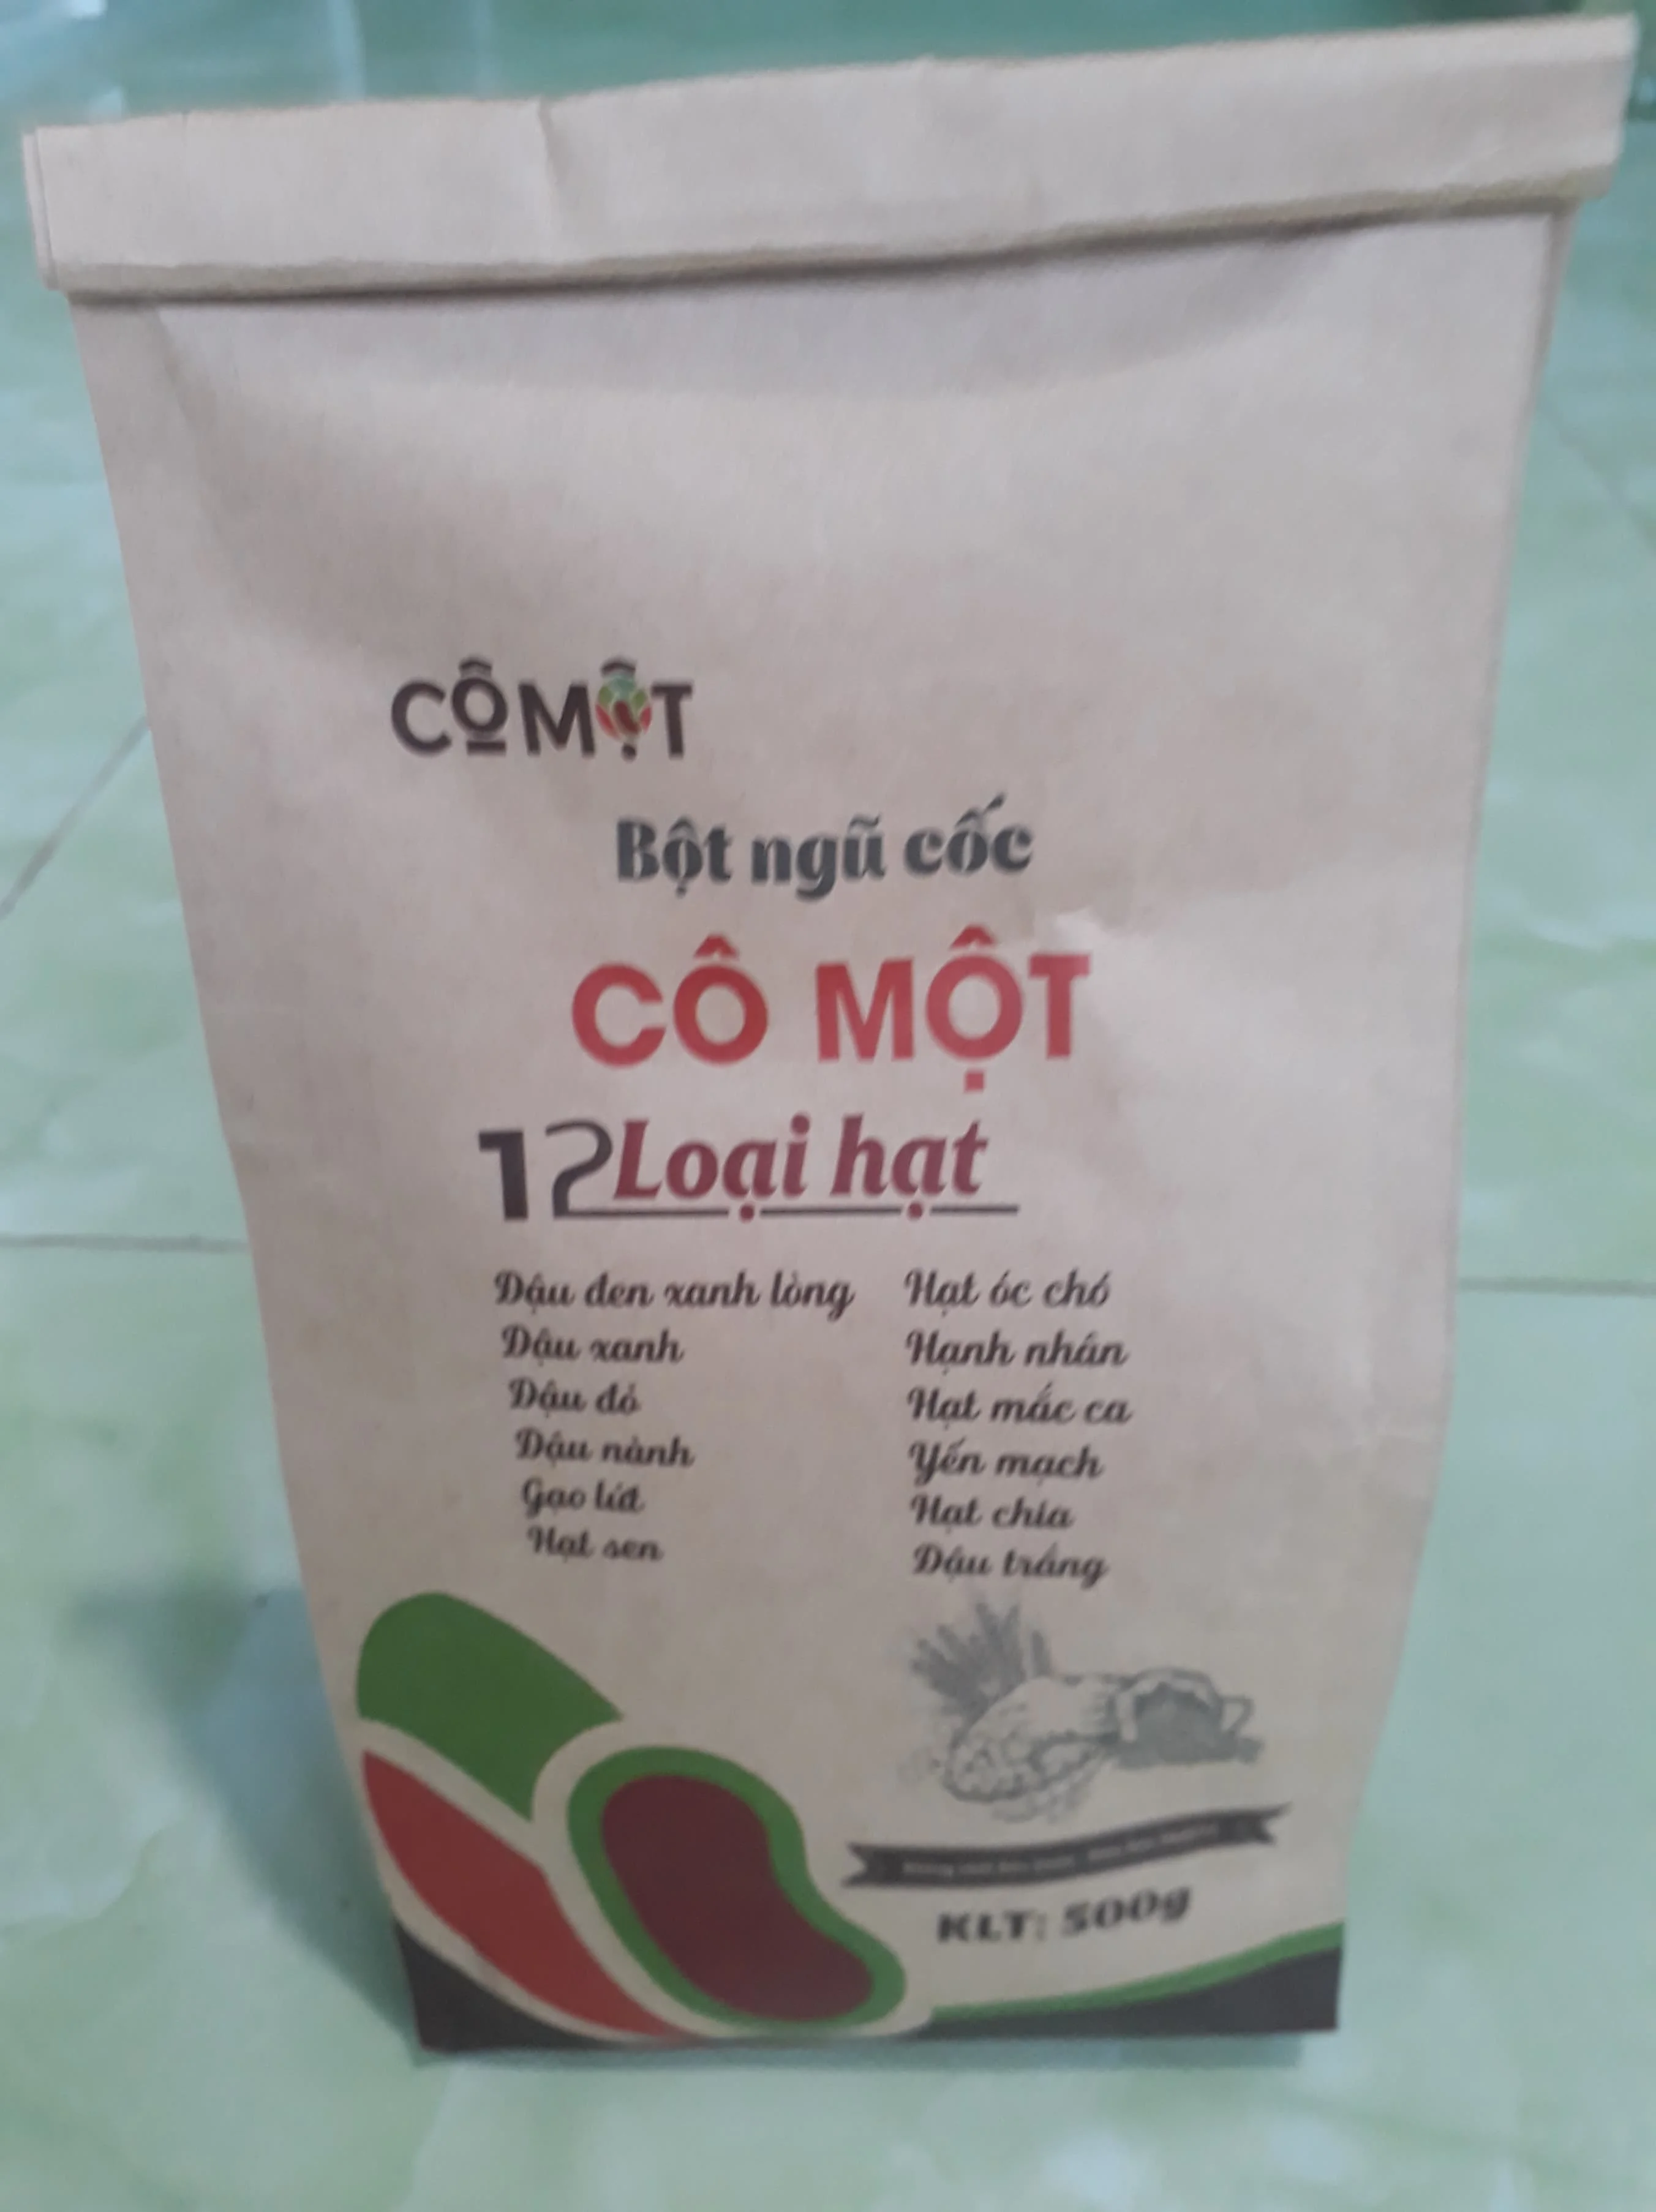 CÔ MỘT
Bột ngũ cốc
CÔ MỘT
12 Loại hạt
Đậu đen xanh lòng
Đậu xanh
Đậu đỏ
Đậu nành
Gạo lứt
Hạt sen
Hạt óc chó
Hạnh nhân
Hạt mắc ca
Yến mạch
Hạt chia
Đậu trắng
KLT: 500g